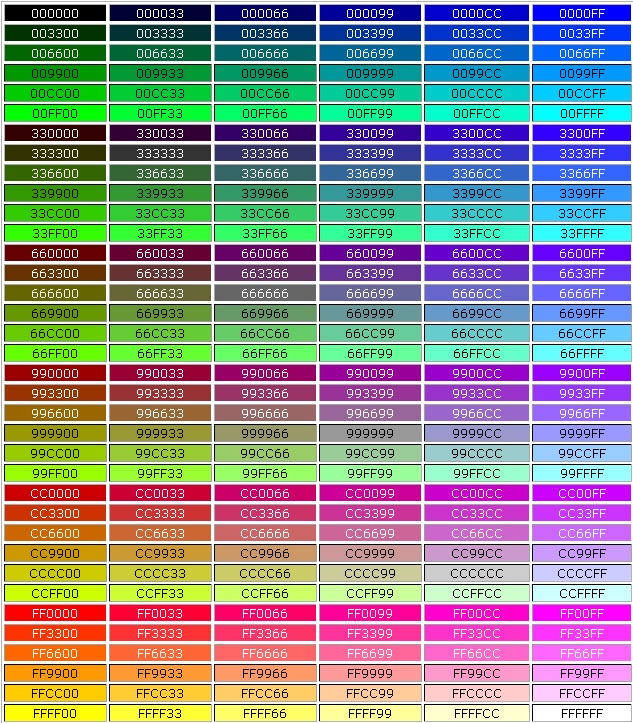 000000 000033 000066 000099 0000CC 0000FF
003300 003333 003366 003399 0033CC 0033FF
006600 006633 006666 006699 0066CC 0066FF
009900 009933 009966 009999 0099CC 0099FF
00CC00 00CC33 00CC66 00CC99 00CCCC 00CCFF
00FF00 00FF33 00FF66 00FF99 00FFCC 00FFFF
330000 330033 330066 330099 3300CC 3300FF
333300 333333 333366 333399 3333CC 3333FF
336600 336633 336666 336699 3366CC 3366FF
339900 339933 339966 339999 3399CC 3399FF
33CC00 33CC33 33CC66 33CC99 33CCCC 33CCFF
33FF00 33FF33 33FF66 33FF99 33FFCC 33FFFF
660000 660033 660066 660099 6600CC 6600FF
663300 663333 663366 663399 6633CC 6633FF
666600 666633 666666 666699 6666CC 6666FF
669900 669933 669966 669999 6699CC 6699FF
66CC00 66CC33 66CC66 66CC99 66CCCC 66CCFF
66FF00 66FF33 66FF66 66FF99 66FFCC 66FFFF
990000 990033 990066 990099 9900CC 9900FF
993300 993333 993366 993399 9933CC 9933FF
996600 996633 996666 996699 9966CC 9966FF
999900 999933 999966 999999 9999CC 9999FF
99CC00 99CC33 99CC66 99CC99 99CCCC 99CCFF
99FF00 99FF33 99FF66 99FF99 99FFCC 99FFFF
CC0000 CC0033 CC0066 CC0099 CC00CC CC00FF
CC3300 CC3333 CC3366 CC3399 CC33CC CC33FF
CC6600 CC6633 CC6666 CC6699 CC66CC CC66FF
CC9900 CC9933 CC9966 CC9999 CC99CC CC99FF
CCCC00 CCCC33 CCCC66 CCCC99 CCCCCC CCCCFF
CCFF00 CCFF33 CCFF66 CCFF99 CCFFCC CCFFFF
FF0000 FF0033 FF0066 FF0099 FF00CC FF00FF
FF3300 FF3333 FF3366 FF3399 FF33CC FF33FF
FF6600 FF6633 FF6666 FF6699 FF66CC FF66FF
FF9900 FF9933 FF9966 FF9999 FF99CC FF99FF
FFCC00 FFCC33 FFCC66 FFCC99 FFCCCC FFCCFF
FFFF00 FFFF33 FFFF66 FFFF99 FFFFCC FFFFFF